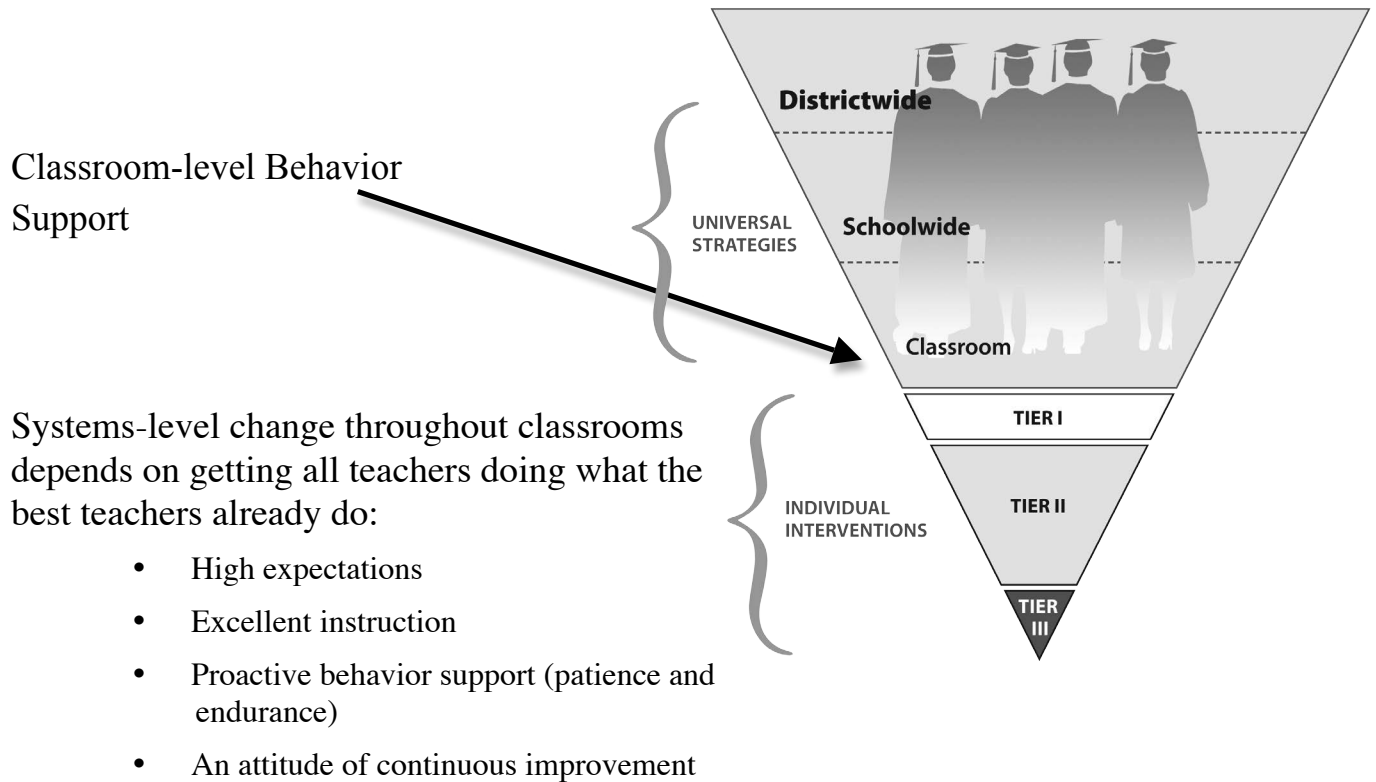 Classroom-level Behavior
Support
Systems-level change throughout classrooms
depends on getting all teachers doing what the
best teachers already do:
• High expectations
• Excellent instruction
• Proactive behavior support (patience and
endurance)
• An attitude of continuous improvement
UNIVERSAL
STRATEGIES
Districtwide
Schoolwide
Classroom
INDIVIDUAL
INTERVENTIONS
TIER I
TIER II
TIER
III